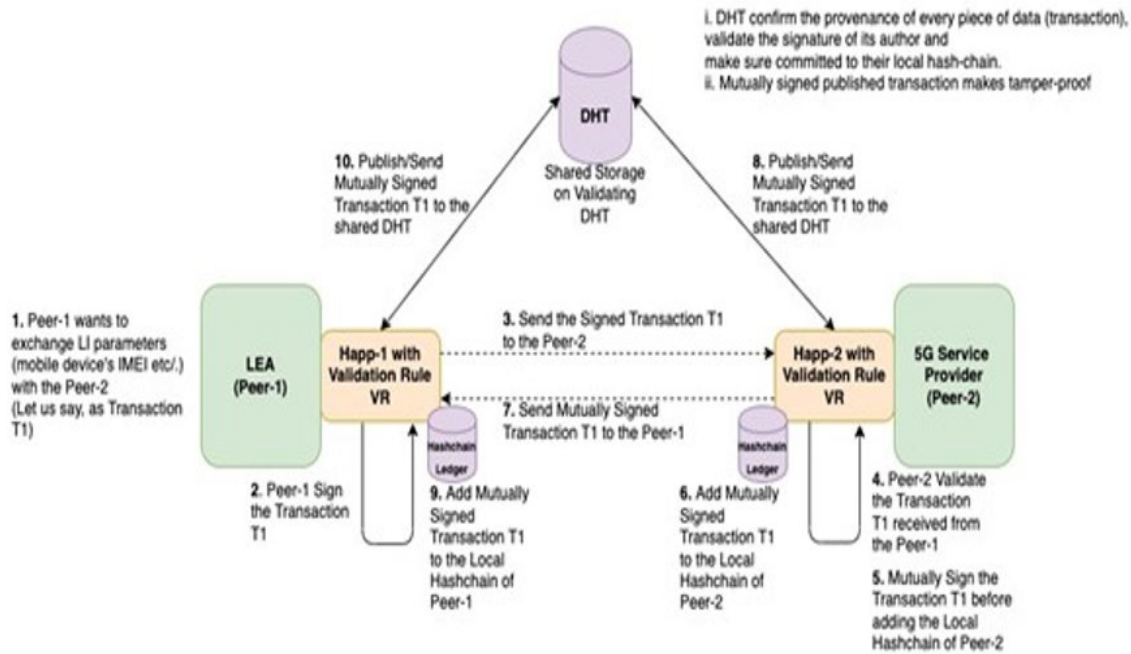 i. DHT confirm the provenance of every piece of data (transaction),
validate the signature of its author and
make sure committed to their local hash-chain.
ii. Mutually signed published transaction makes tamper-proof
DHT
Shared Storage
on Validating
DHT
10. Publish/Send
Mutually Signed
Transaction T1 to the
shared DHT
8. Publish/Send
Mutually Signed
Transaction T1 to the
shared DHT
1. Peer-1 wants to
exchange LI parameters
(mobile device's IMEI etc/.)
with the Peer-2
(Let us say, as Transaction
T1)
LEA
(Peer-1)
Happ-1 with
Validation Rule
VR
3. Send the Signed Transaction T1
to the Peer-2
7. Send Mutually Signed
Transaction T1 to the Peer-1
Happ-2 with
Validation Rule
VR
5G Service
Provider
(Peer-2)
Hashchain
Ledger
Hashchain
Ledger
2. Peer-1 Sign
the Transaction
T1
9. Add Mutually
Signed
Transaction T1
to the Local
Hashchain of
Peer-1
6. Add Mutually
Signed
Transaction T1
to the Local
Hashchain of
Peer-2
4. Peer-2 Validate
the Transaction
T1 received from
the Peer-1
5. Mutually Sign the
Transaction T1 before
adding the Local
Hashchain of Peer-2